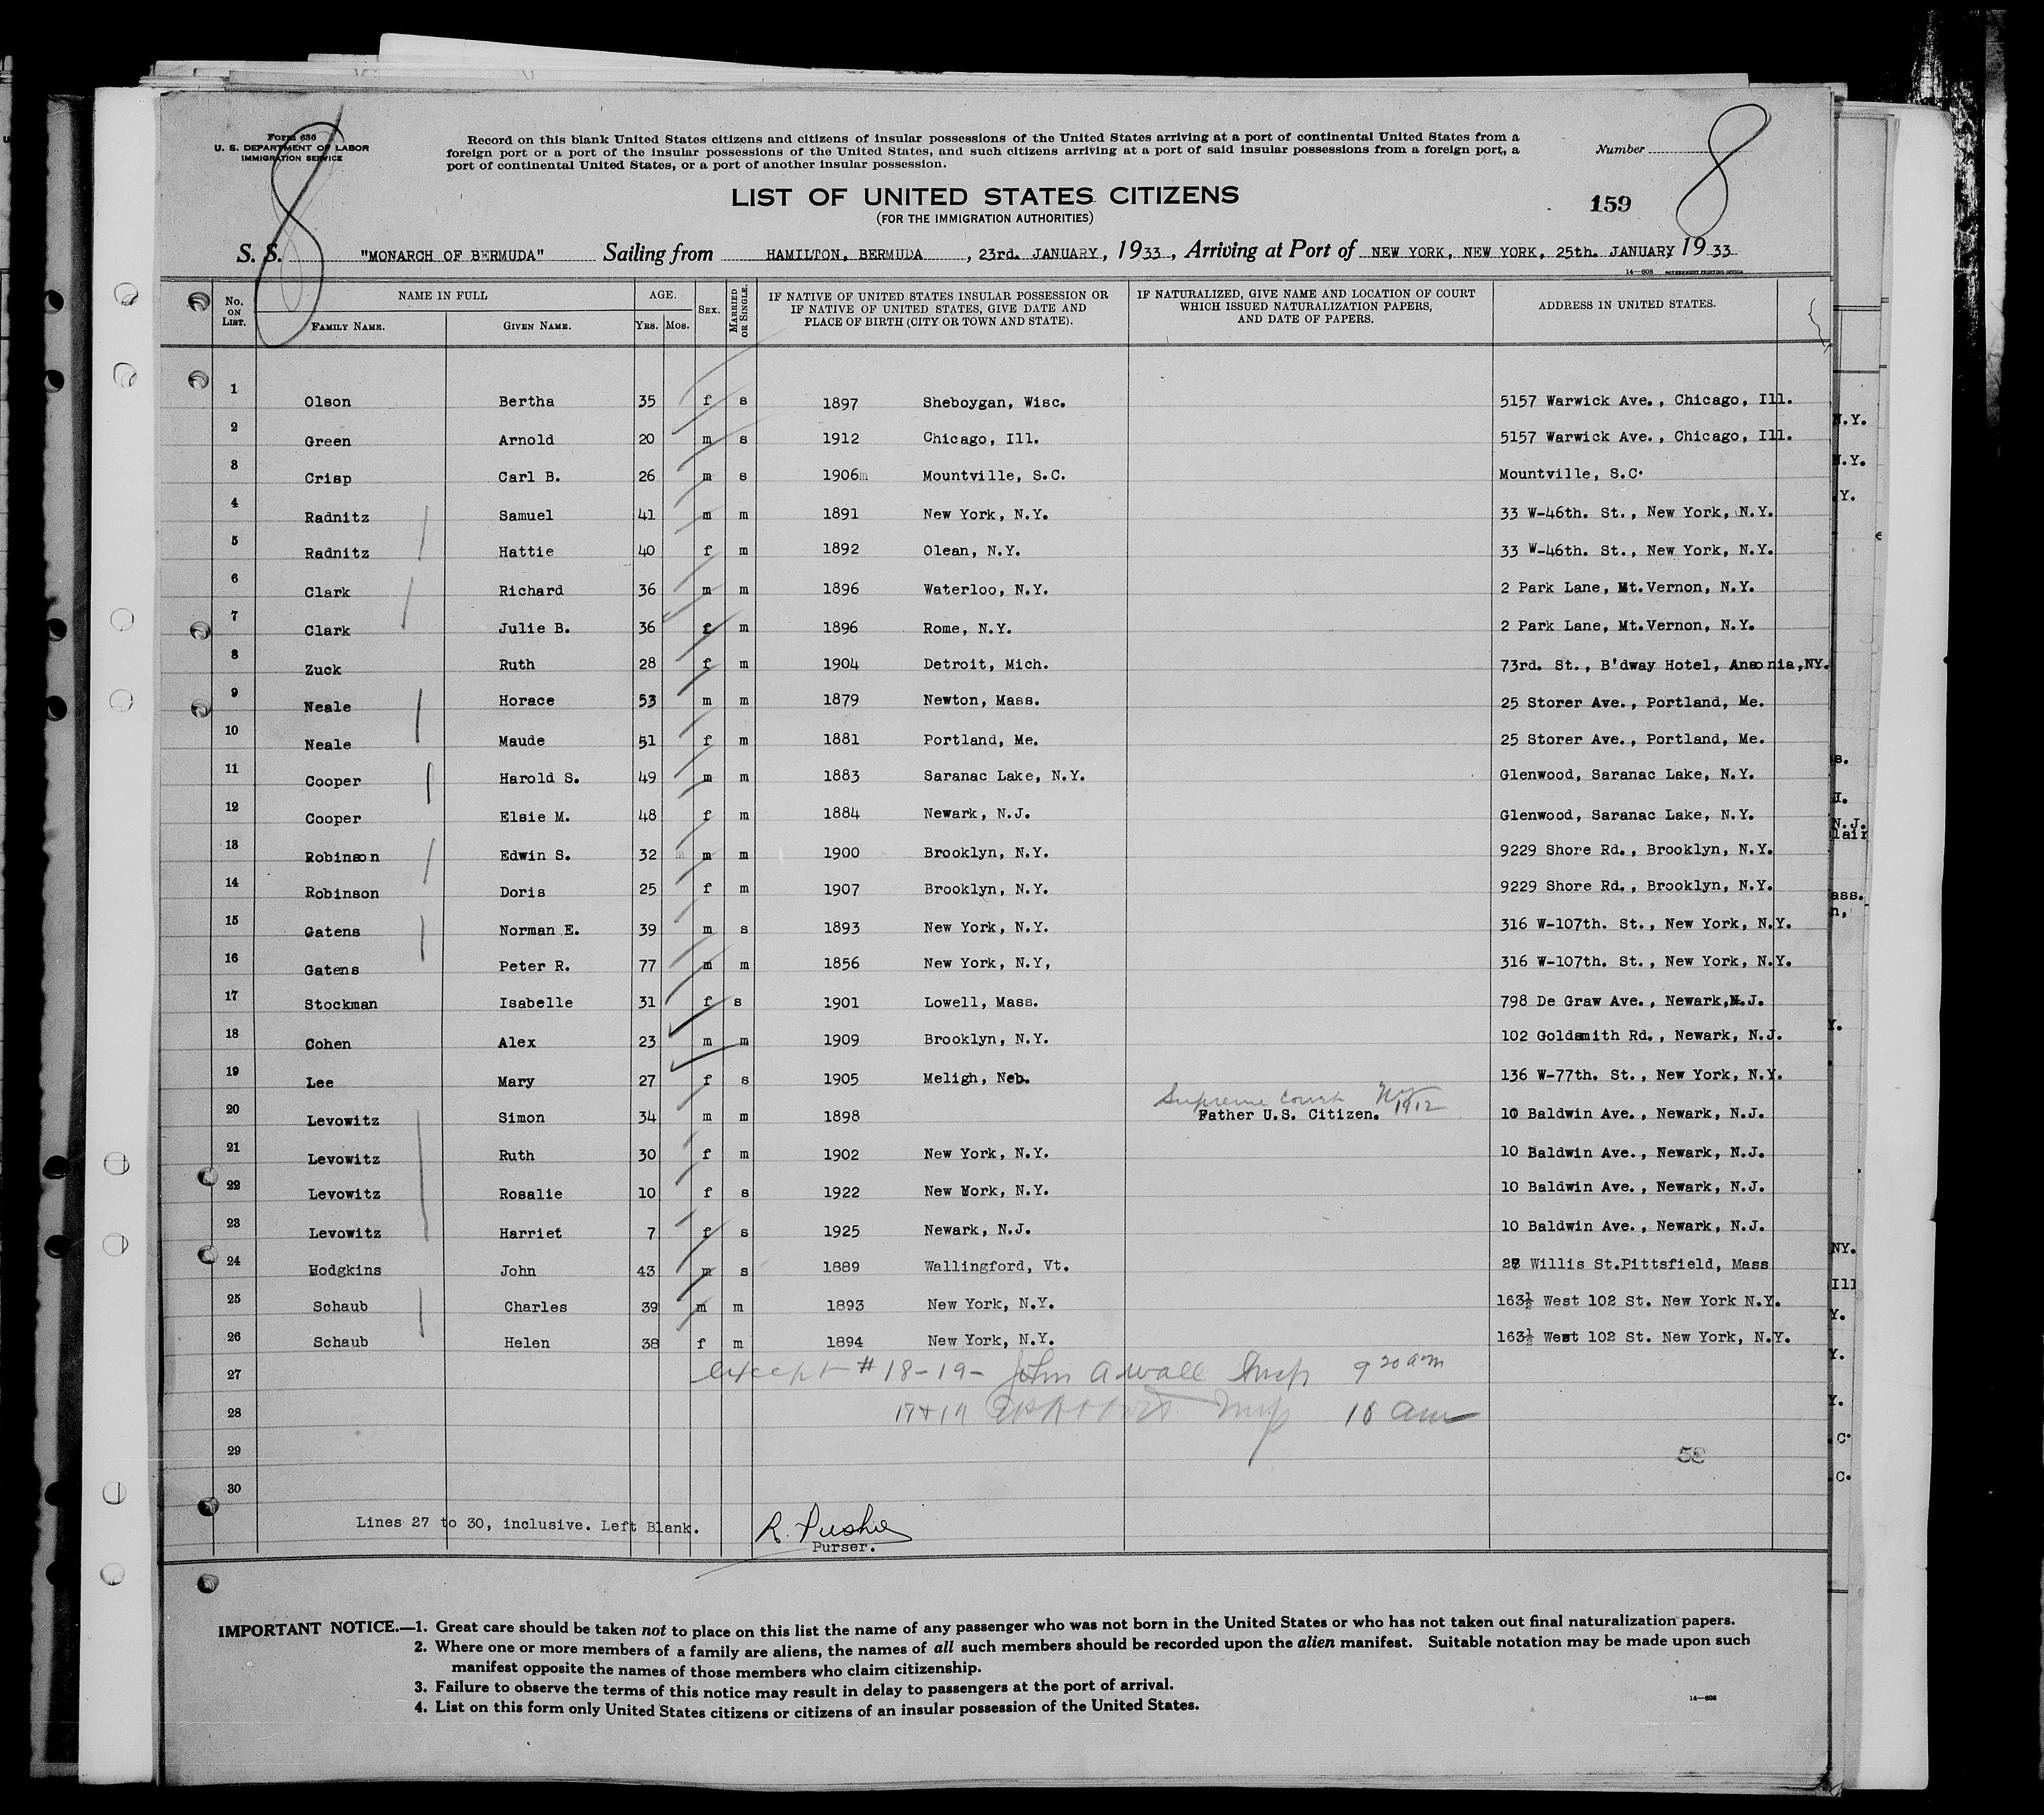 Form 630
U. S. DEPARTMENT OF LABOR
IMMIGRATION SERVICE
Record on this blank United States citizens and citizens of insular possessions of the United States arriving at a port of continental United States from a
foreign port or a port of the insular possessions of the United States, and such citizens arriving at a port of said insular possessions from a foreign port, a
port of continental United States, or a port of another insular possession.
Number
8
8
LIST OF UNITED STATES CITIZENS
(FOR THE IMMIGRATION AUTHORITIES)
159
S. S. "MONARCH OF BERMUDA" Sailing from HAMILTON, BERMUDA , 23rd. JANUARY, 1933, Arriving at Port of NEW YORK, NEW YORK, 25th. JANUARY 1933
14—608 GOVERNMENT PRINTING OFFICE
No. ON LIST. NAME IN FULL FAMILY NAME. GIVEN NAME. AGE. YRS. MOS. SEX. MARRIED OR SINGLE. IF NATIVE OF UNITED STATES INSULAR POSSESSION OR IF NATIVE OF UNITED STATES, GIVE DATE AND PLACE OF BIRTH (CITY OR TOWN AND STATE). IF NATURALIZED, GIVE NAME AND LOCATION OF COURT WHICH ISSUED NATURALIZATION PAPERS, AND DATE OF PAPERS. ADDRESS IN UNITED STATES.
1 Olson Bertha 35 f s 1897 Sheboygan, Wisc. 5157 Warwick Ave., Chicago, Ill.
2 Green Arnold 20 m s 1912 Chicago, Ill. 5157 Warwick Ave., Chicago, Ill.
3 Crisp Carl B. 26 m s 1906m Mountville, S.C. Mountville, S.C.
4 Radnitz Samuel 41 m m 1891 New York, N.Y. 33 W-46th. St., New York, N.Y.
5 Radnitz Hattie 40 f m 1892 Olean, N.Y. 33 W-46th. St., New York, N.Y.
6 Clark Richard 36 m m 1896 Waterloo, N.Y. 2 Park Lane, Mt.Vernon, N.Y.
7 Clark Julie B. 36 f m 1896 Rome, N.Y. 2 Park Lane, Mt.Vernon, N.Y.
8 Zuck Ruth 28 f m 1904 Detroit, Mich. 73rd. St., B'dway Hotel, Ansonia,NY.
9 Neale Horace 53 m m 1879 Newton, Mass. 25 Storer Ave., Portland, Me.
10 Neale Maude 51 f m 1881 Portland, Me. 25 Storer Ave., Portland, Me.
11 Cooper Harold S. 49 m m 1883 Saranac Lake, N.Y. Glenwood, Saranac Lake, N.Y.
12 Cooper Elsie M. 48 f m 1884 Newark, N.J. Glenwood, Saranac Lake, N.Y.
13 Robinson Edwin S. 32 m m m 1900 Brooklyn, N.Y. 9229 Shore Rd., Brooklyn, N.Y.
14 Robinson Doris 25 f m 1907 Brooklyn, N.Y. 9229 Shore Rd., Brooklyn, N.Y.
15 Gatens Norman E. 39 m s 1893 New York, N.Y. 316 W-107th. St., New York, N.Y.
16 Gatens Peter R. 77 m m 1856 New York, N.Y, 316 W-107th. St., New York, N.Y.
17 Stockman Isabelle 31 f s 1901 Lowell, Mass. 798 De Graw Ave., Newark,N.J.
18 Cohen Alex 23 m m 1909 Brooklyn, N.Y. 102 Goldsmith Rd., Newark, N.J.
19 Lee Mary 27 f s 1905 Meligh, Neb. 136 W-77th. St., New York, N.Y.
Supreme Court NY 1912
20 Levowitz Simon 34 m m 1898 Father U.S. Citizen. 10 Baldwin Ave., Newark, N.J.
21 Levowitz Ruth 30 f m 1902 New York, N.Y. 10 Baldwin Ave., Newark, N.J.
22 Levowitz Rosalie 10 f s 1922 New York, N.Y. 10 Baldwin Ave., Newark, N.J.
23 Levowitz Harriet 7 f s 1925 Newark, N.J. 10 Baldwin Ave., Newark, N.J.
24 Hodgkins John 43 m s 1889 Wallingford, Vt. Willis St.Pittsfield, Mass
25 Schaub Charles 39 m m 1893 New York, N.Y. 163½ West 102 St. New York N.Y.
26 Schaub Helen 38 f m 1894 New York, N.Y. 163½ West 102 St. New York, N.Y.
27 except # 18-19- John A Wall Insp 9 20 am
28 Insp 10 am
29
30
Lines 27 to 30, inclusive. Left Blank.
R.
Purser.
IMPORTANT NOTICE.—1. Great care should be taken not to place on this list the name of any passenger who was not born in the United States or who has not taken out final naturalization papers.
2. Where one or more members of a family are aliens, the names of all such members should be recorded upon the alien manifest. Suitable notation may be made upon such
manifest opposite the names of those members who claim citizenship.
3. Failure to observe the terms of this notice may result in delay to passengers at the port of arrival.
4. List on this form only United States citizens or citizens of an insular possession of the United States.
14—608